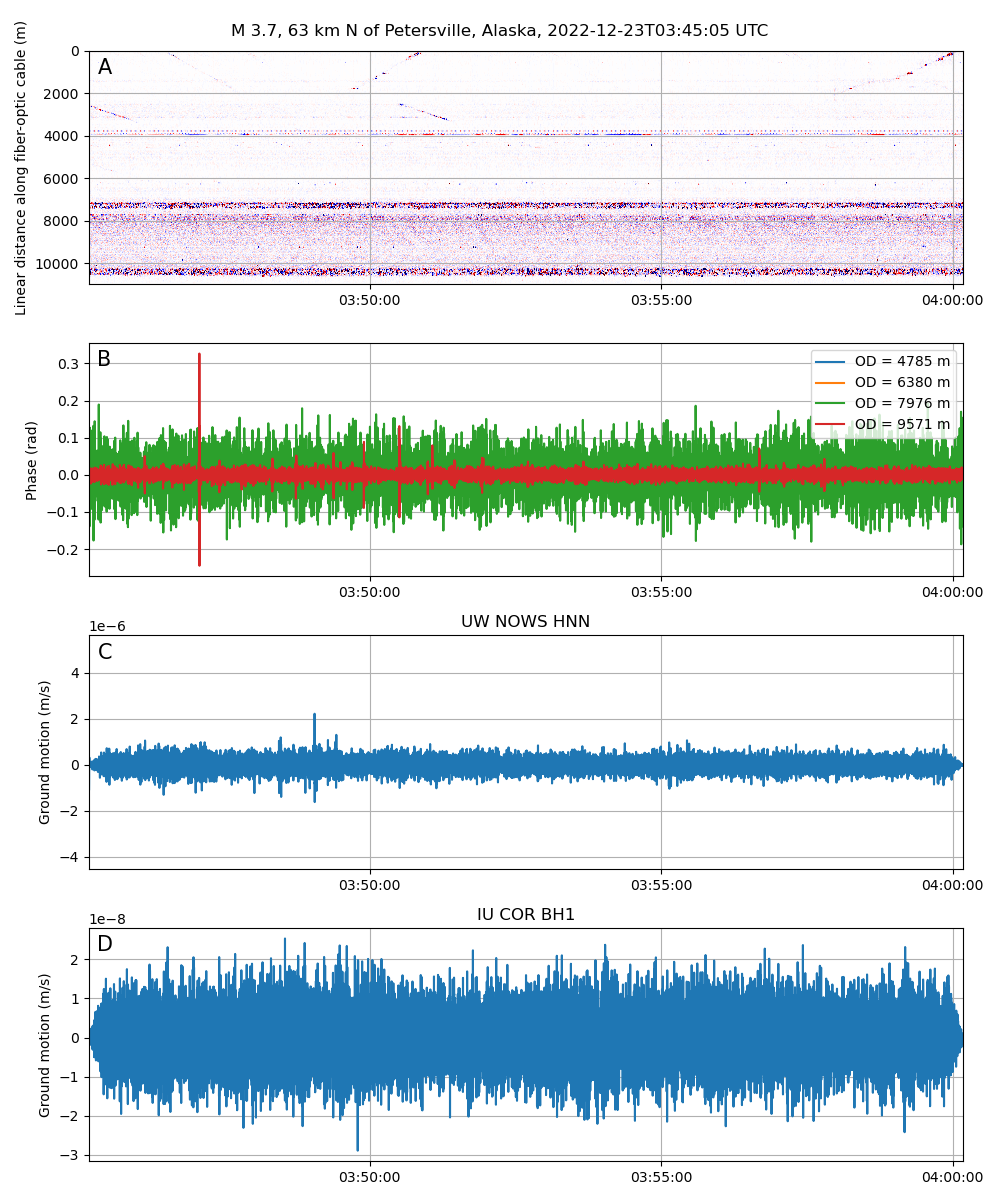 M 3.7, 63 km N of Petersville, Alaska, 2022-12-23T03:45:05 UTC
A
Linear distance along fiber-optic cable (m)
0
2000
4000
6000
8000
10000
03:50:00 03:55:00 04:00:00
B
Phase (rad)
0.3
0.2
0.1
0.0
−0.1
−0.2
OD = 4785 m
OD = 6380 m
OD = 7976 m
OD = 9571 m
03:50:00 03:55:00 04:00:00
UW NOWS HNN
1e−6
C
Ground motion (m/s)
4
2
0
−2
−4
03:50:00 03:55:00 04:00:00
IU COR BH1
1e−8
D
Ground motion (m/s)
2
1
0
−1
−2
−3
03:50:00 03:55:00 04:00:00